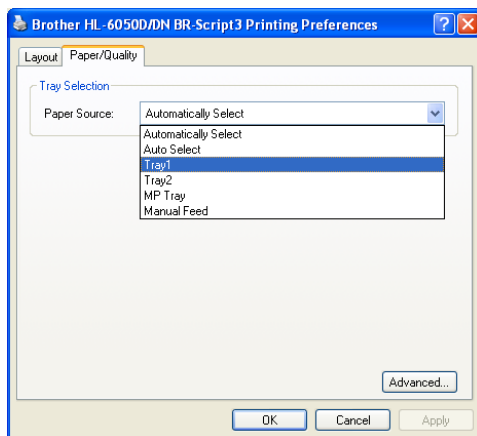 Brother HL-6050D/DN BR-Script3 Printing Preferences
Layout Paper/Quality
Tray Selection
Paper Source: Automatically Select
Automatically Select
Auto Select
Tray1
Tray2
MP Tray
Manual Feed
Advanced...
OK Cancel Apply